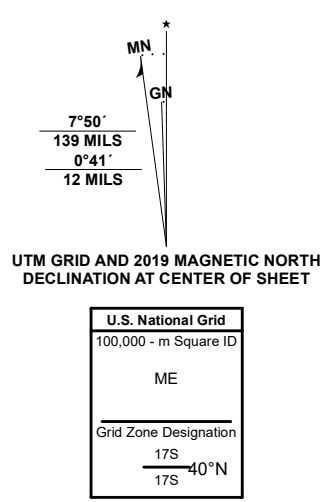 ★
MN
GN
7°50´
139 MILS
0°41´
12 MILS
UTM GRID AND 2019 MAGNETIC NORTH
DECLINATION AT CENTER OF SHEET
U.S. National Grid
100,000 - m Square ID
ME
Grid Zone Designation
17S
40°N
17S